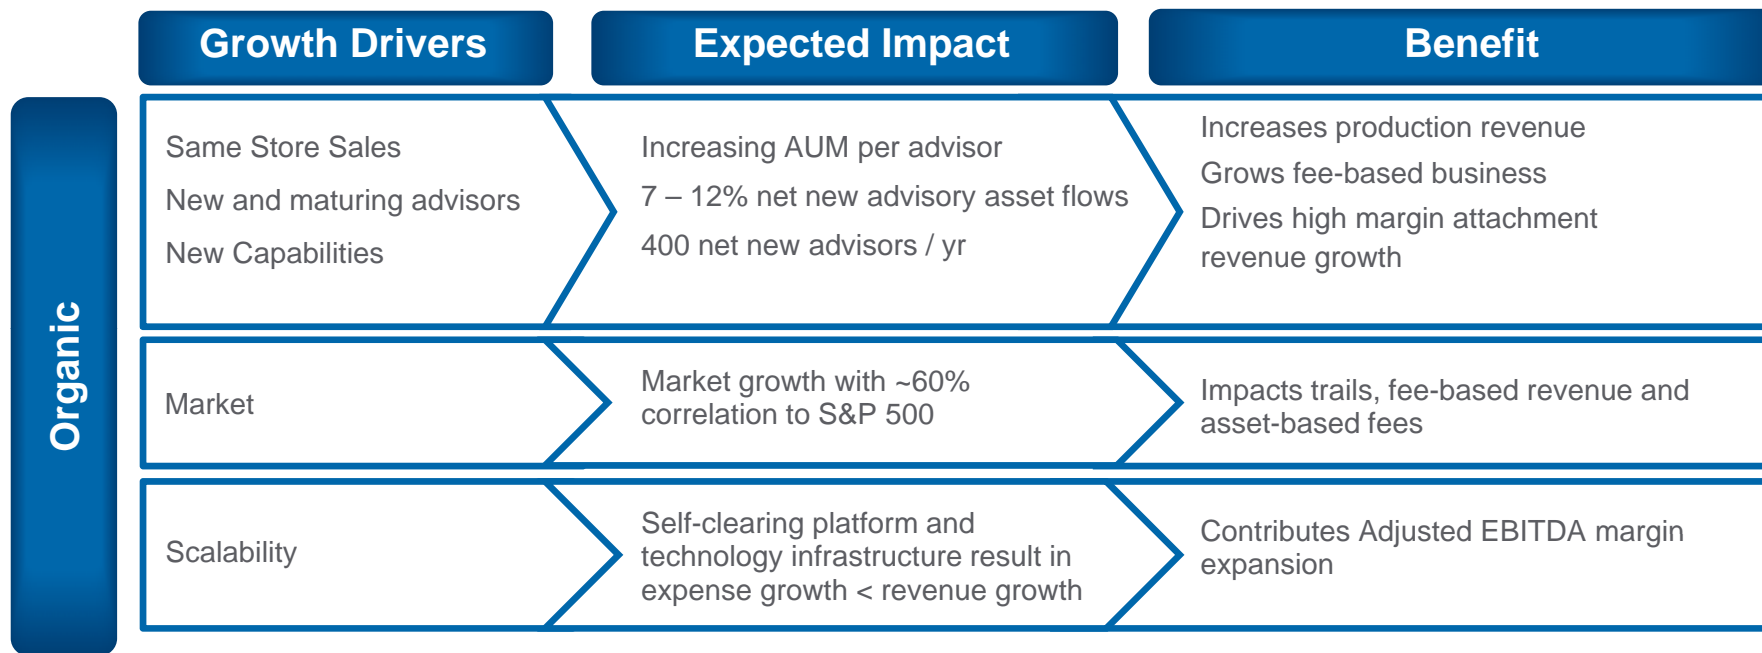 Growth Drivers
Expected Impact
Benefit
Organic
Same Store Sales
New and maturing advisors
New Capabilities
Increasing AUM per advisor
7 – 12% net new advisory asset flows
400 net new advisors / yr
Increases production revenue
Grows fee-based business
Drives high margin attachment
revenue growth
Market
Market growth with ~60%
correlation to S&P 500
Impacts trails, fee-based revenue and
asset-based fees
Scalability
Self-clearing platform and
technology infrastructure result in
expense growth < revenue growth
Contributes Adjusted EBITDA margin
expansion